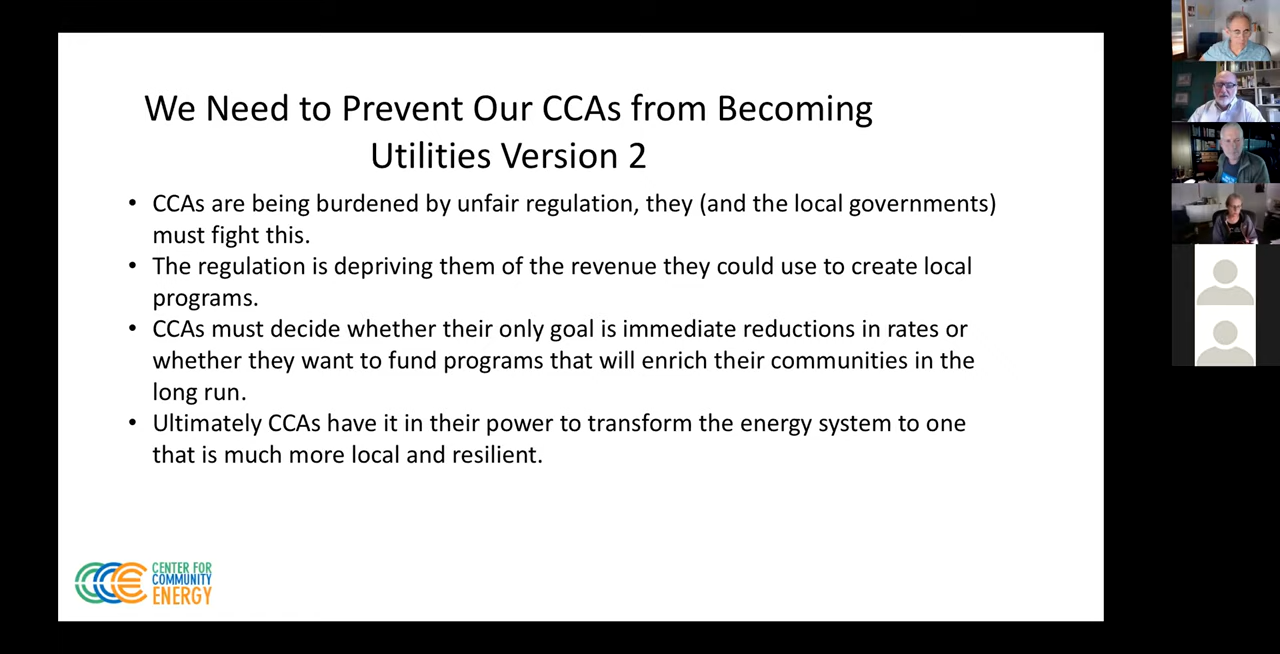 We Need to Prevent Our CCAs from Becoming
Utilities Version 2
• CCAs are being burdened by unfair regulation, they (and the local governments)
must fight this.
• The regulation is depriving them of the revenue they could use to create local
programs.
• CCAs must decide whether their only goal is immediate reductions in rates or
whether they want to fund programs that will enrich their communities in the
long run.
• Ultimately CCAs have it in their power to transform the energy system to one
that is much more local and resilient.
CENTER FOR
COMMUNITY
ENERGY